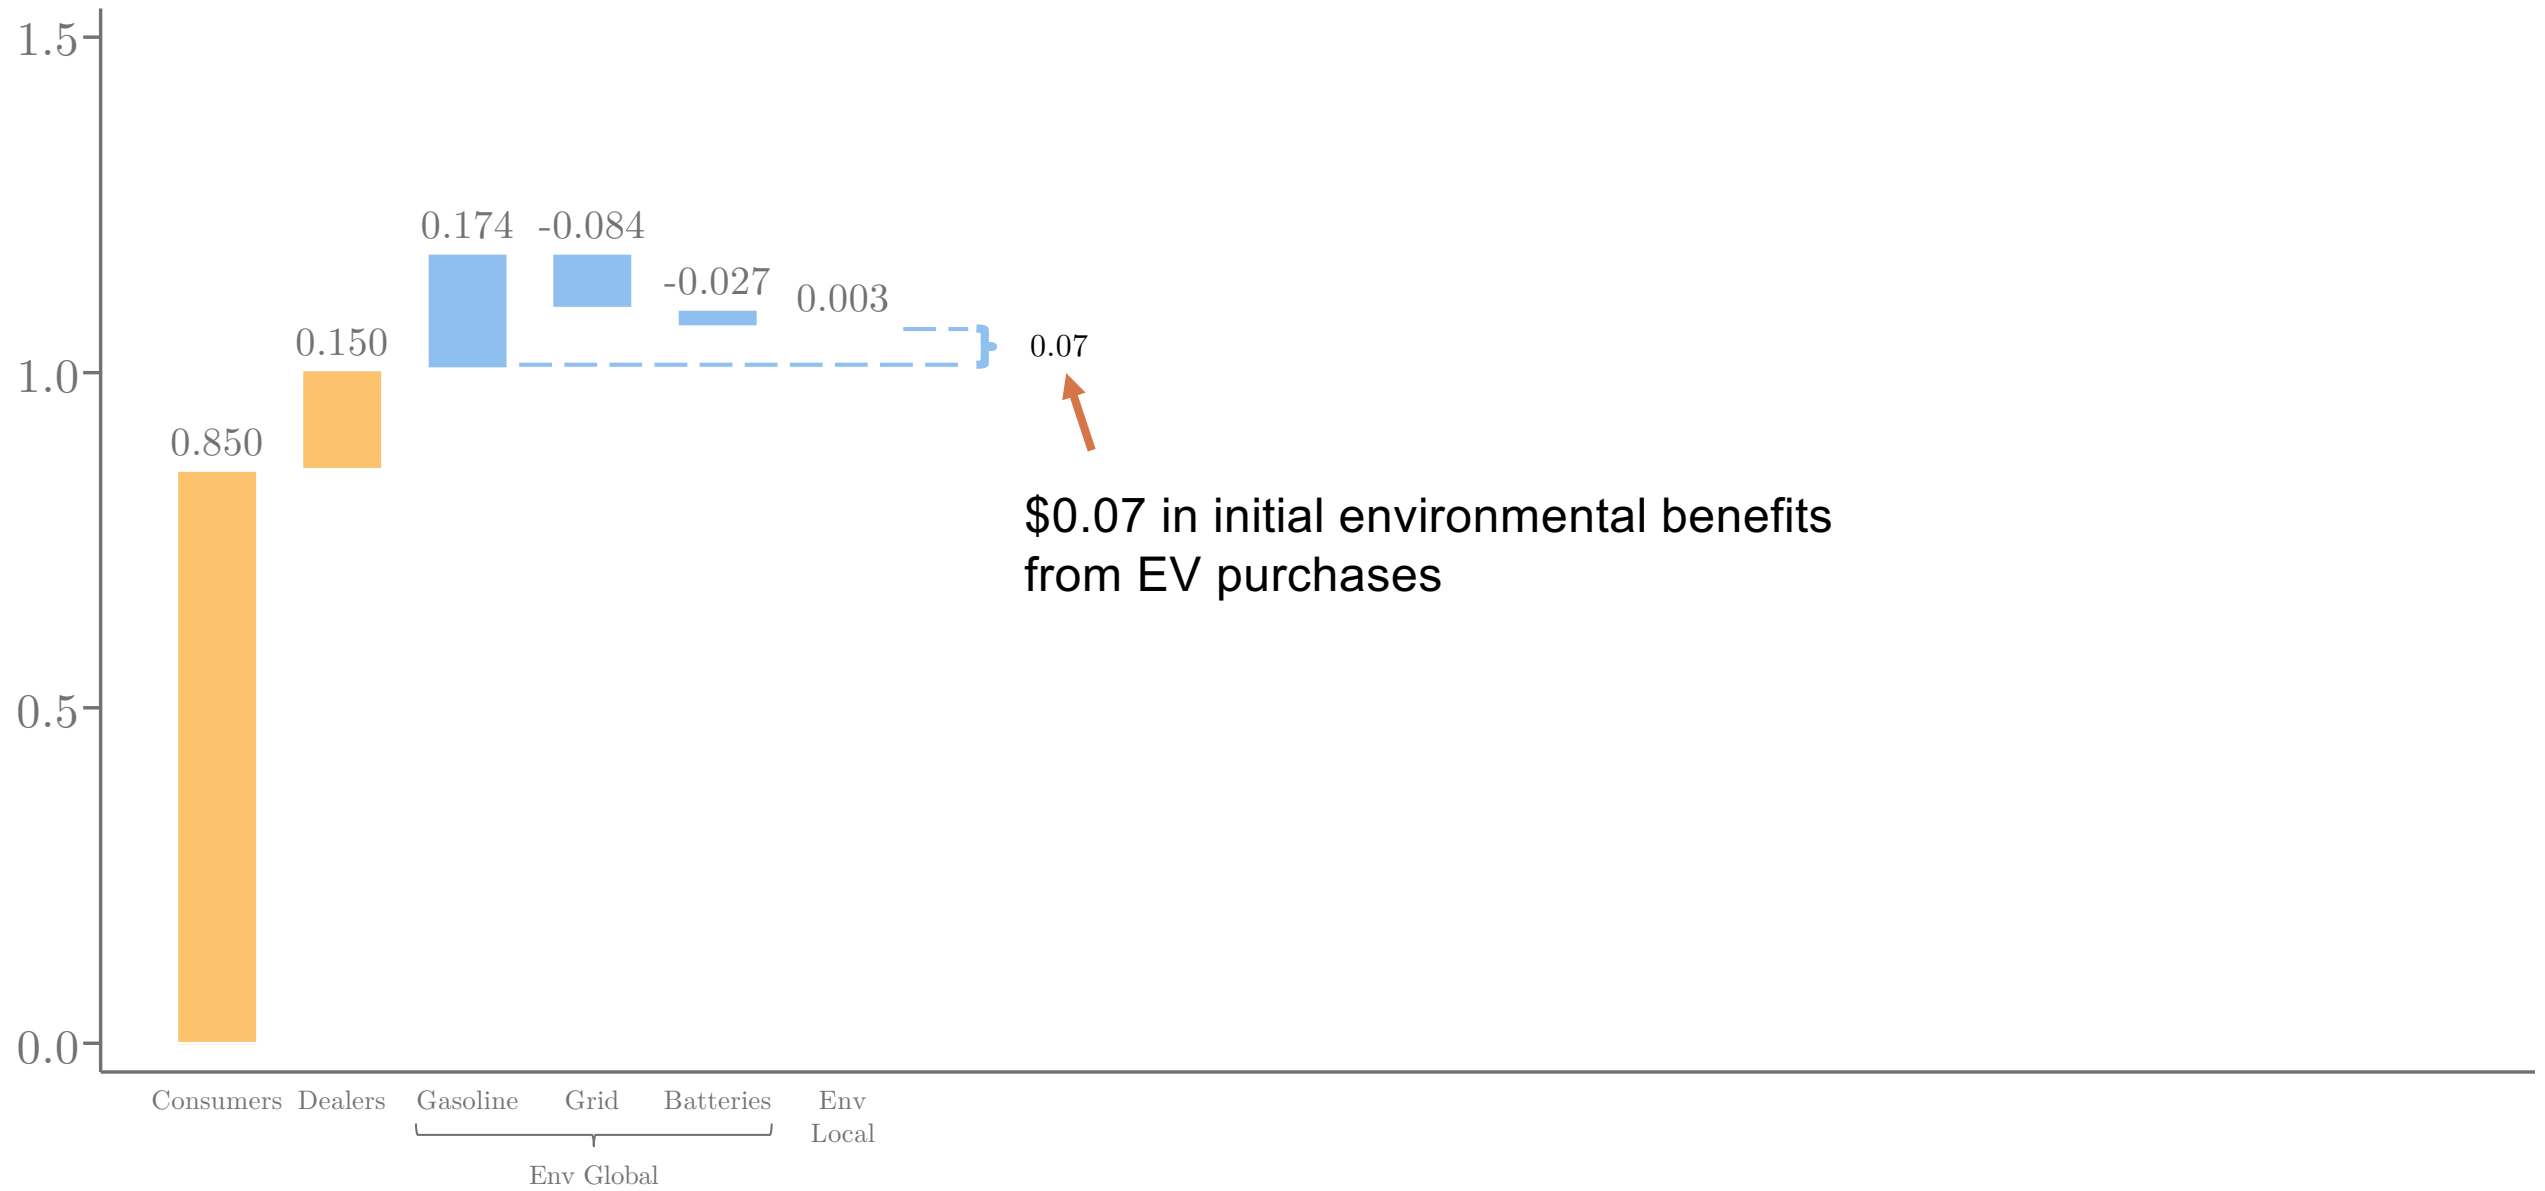 1.5
0.174 -0.084
-0.027 0.003
0.150 0.07
1.0
0.850
$0.07 in initial environmental benefits
from EV purchases
0.5
0.0
Consumers Dealers Gasoline Grid Batteries Env
Local
Env Global